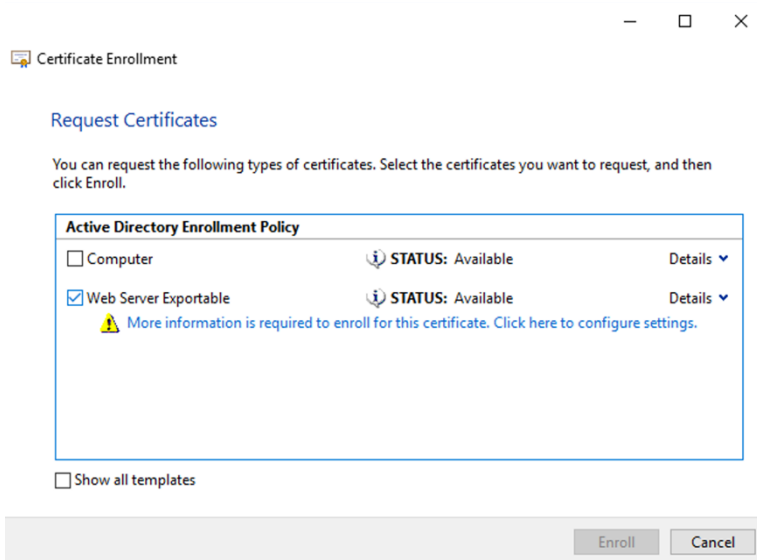 Certificate Enrollment
Request Certificates
You can request the following types of certificates. Select the certificates you want to request, and then
click Enroll.
Active Directory Enrollment Policy
Computer STATUS: Available Details
Web Server Exportable STATUS: Available Details
More information is required to enroll for this certificate. Click here to configure settings.
Show all templates
Enroll Cancel